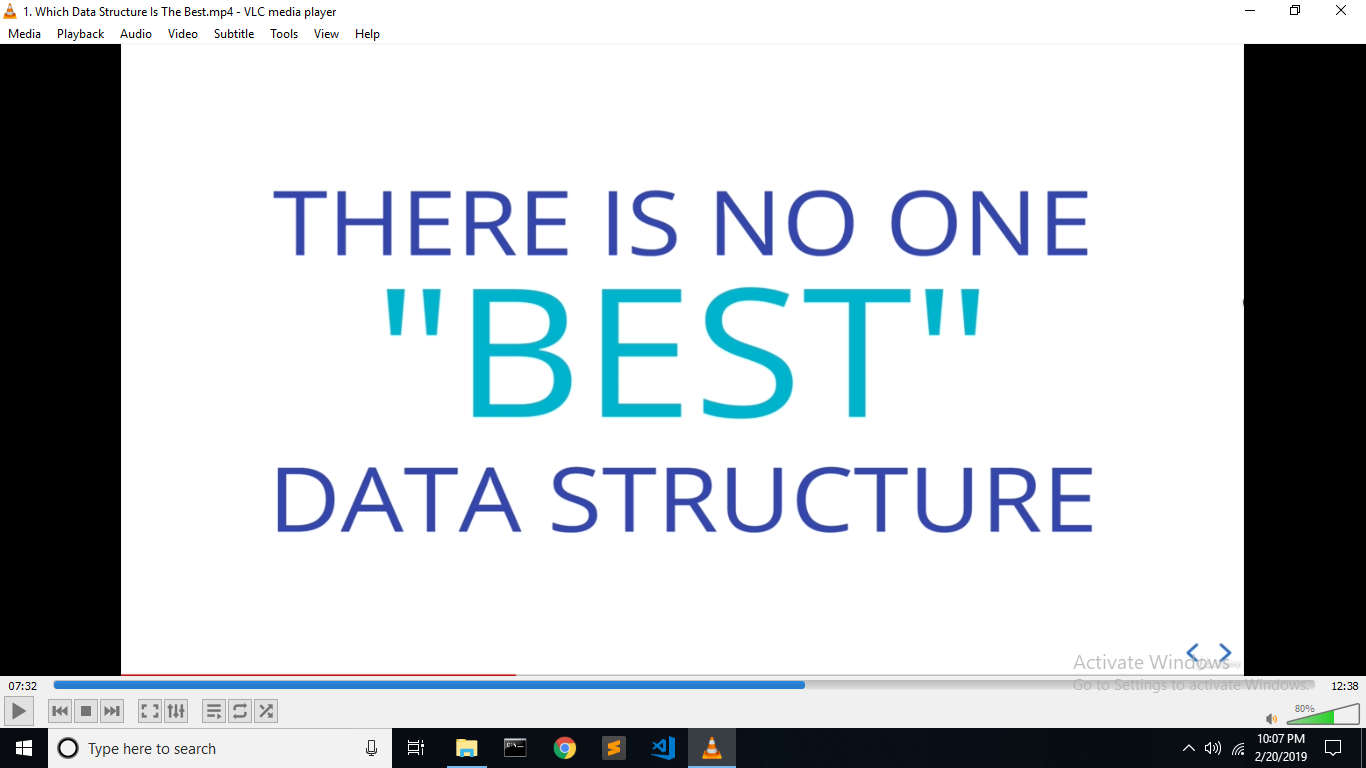 1. Which Data Structure Is The Best.mp4 - VLC media player
Media Playback Audio Video Subtitle Tools View Help
THERE IS NO ONE
"BEST"
DATA STRUCTURE
Activate Windows
Go to Settings to activate Windows.
07:32 12:38
80%
Type here to search
10:07 PM
2/20/2019